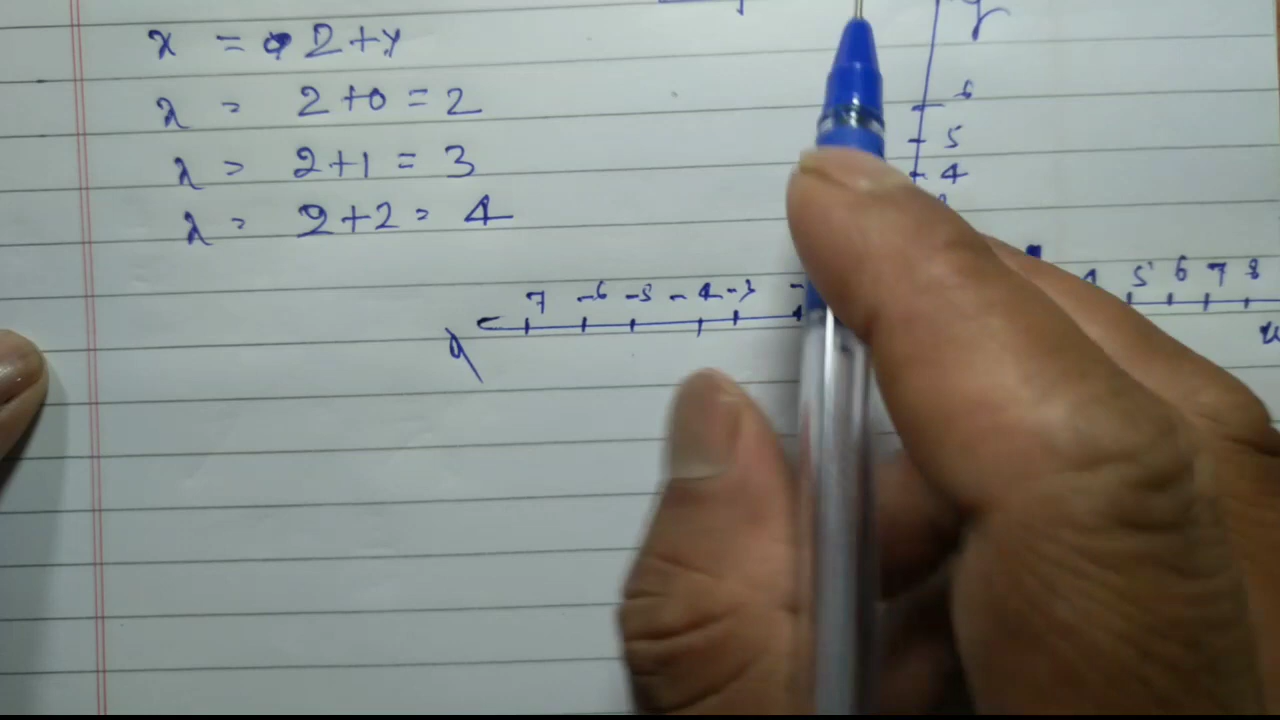 x = 2+y
x = 2+0 = 2
x = 2+1 = 3
x = 2+2 = 4
y
6
5
4
7 -6 -5 -4 -3 -
4 5 6 7 8
x